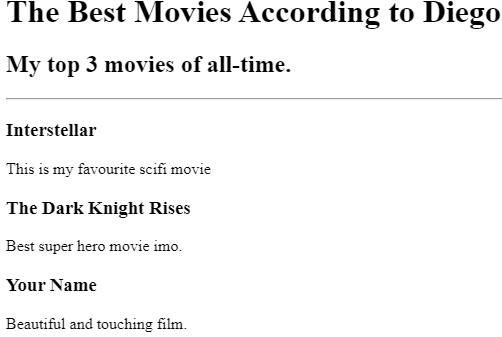 The Best Movies According to Diego
My top 3 movies of all-time.
Interstellar
This is my favourite scifi movie
The Dark Knight Rises
Best super hero movie imo.
Your Name
Beautiful and touching film.